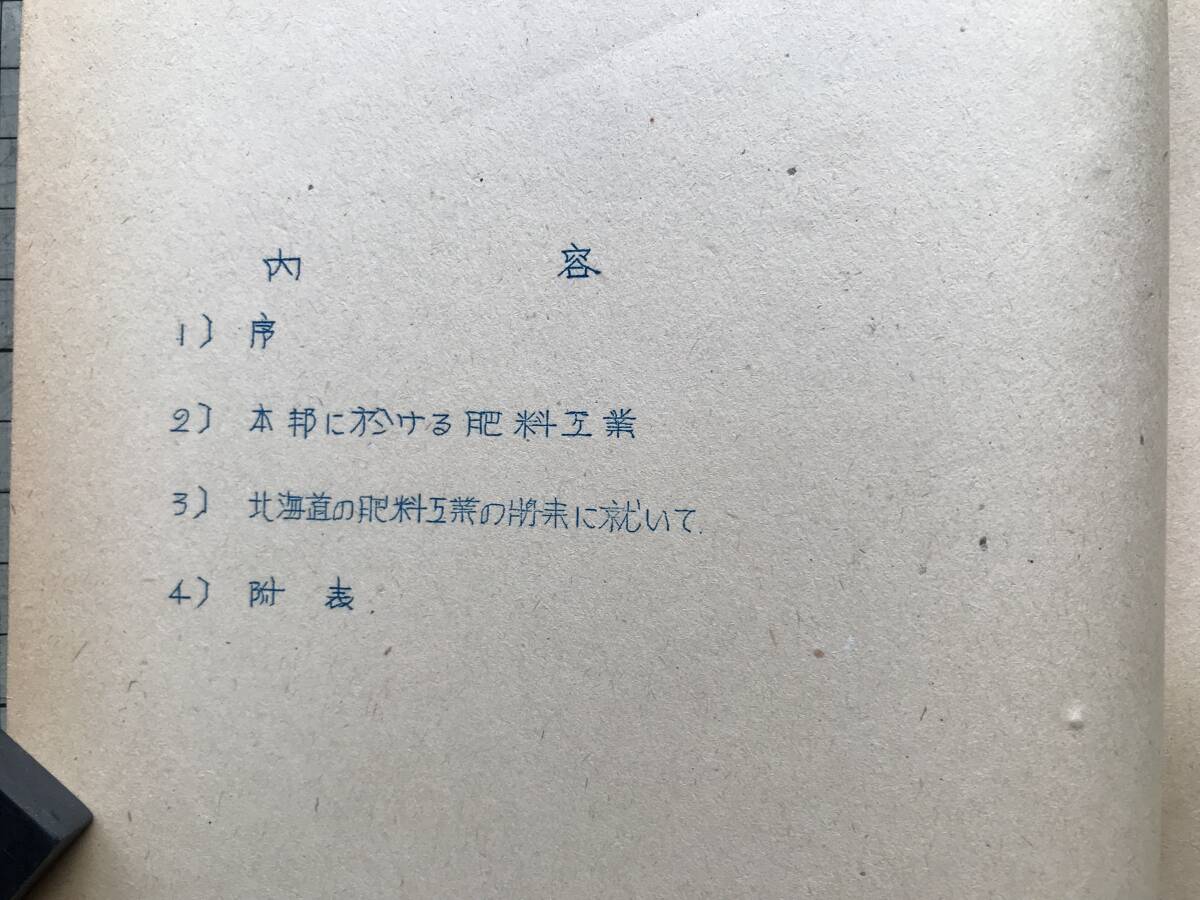 内 容
1) 序
2) 本邦に於ける肥料工業
3) 北海道の肥料工業の将来に就いて.
4) 附 表.